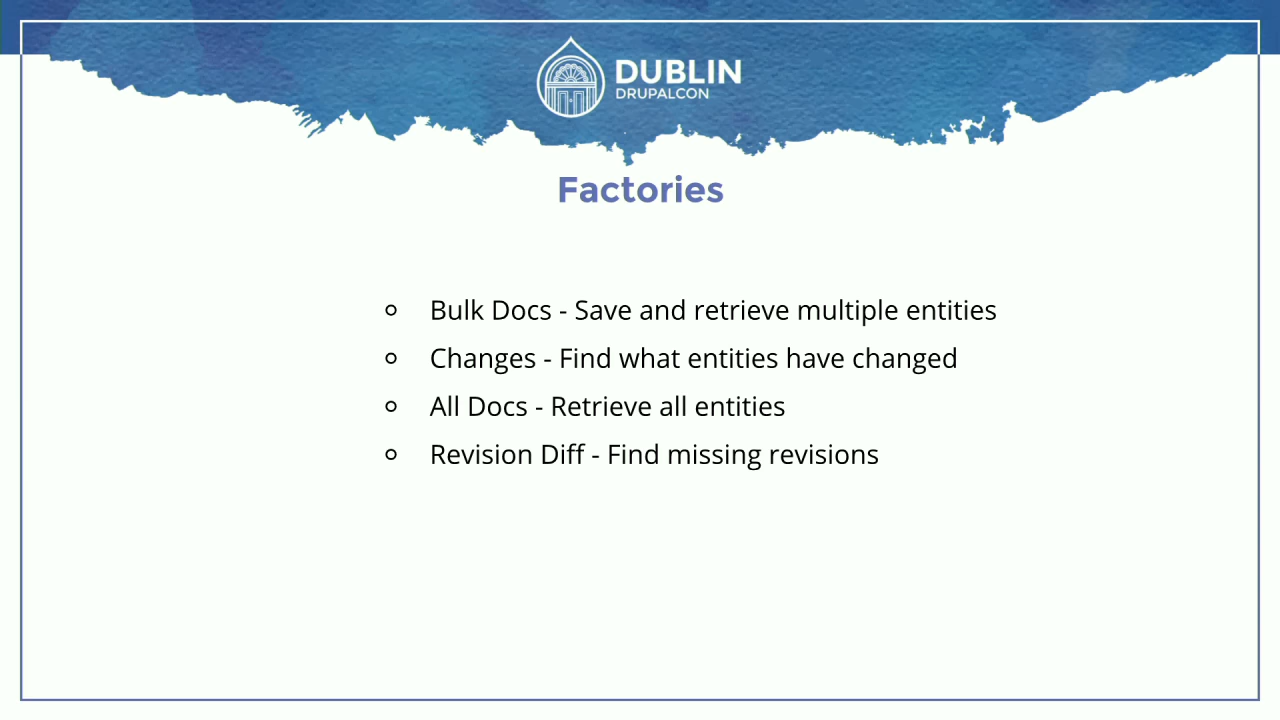 DUBLIN
DRUPALCON
Factories
Bulk Docs - Save and retrieve multiple entities
Changes - Find what entities have changed
All Docs - Retrieve all entities
Revision Diff - Find missing revisions